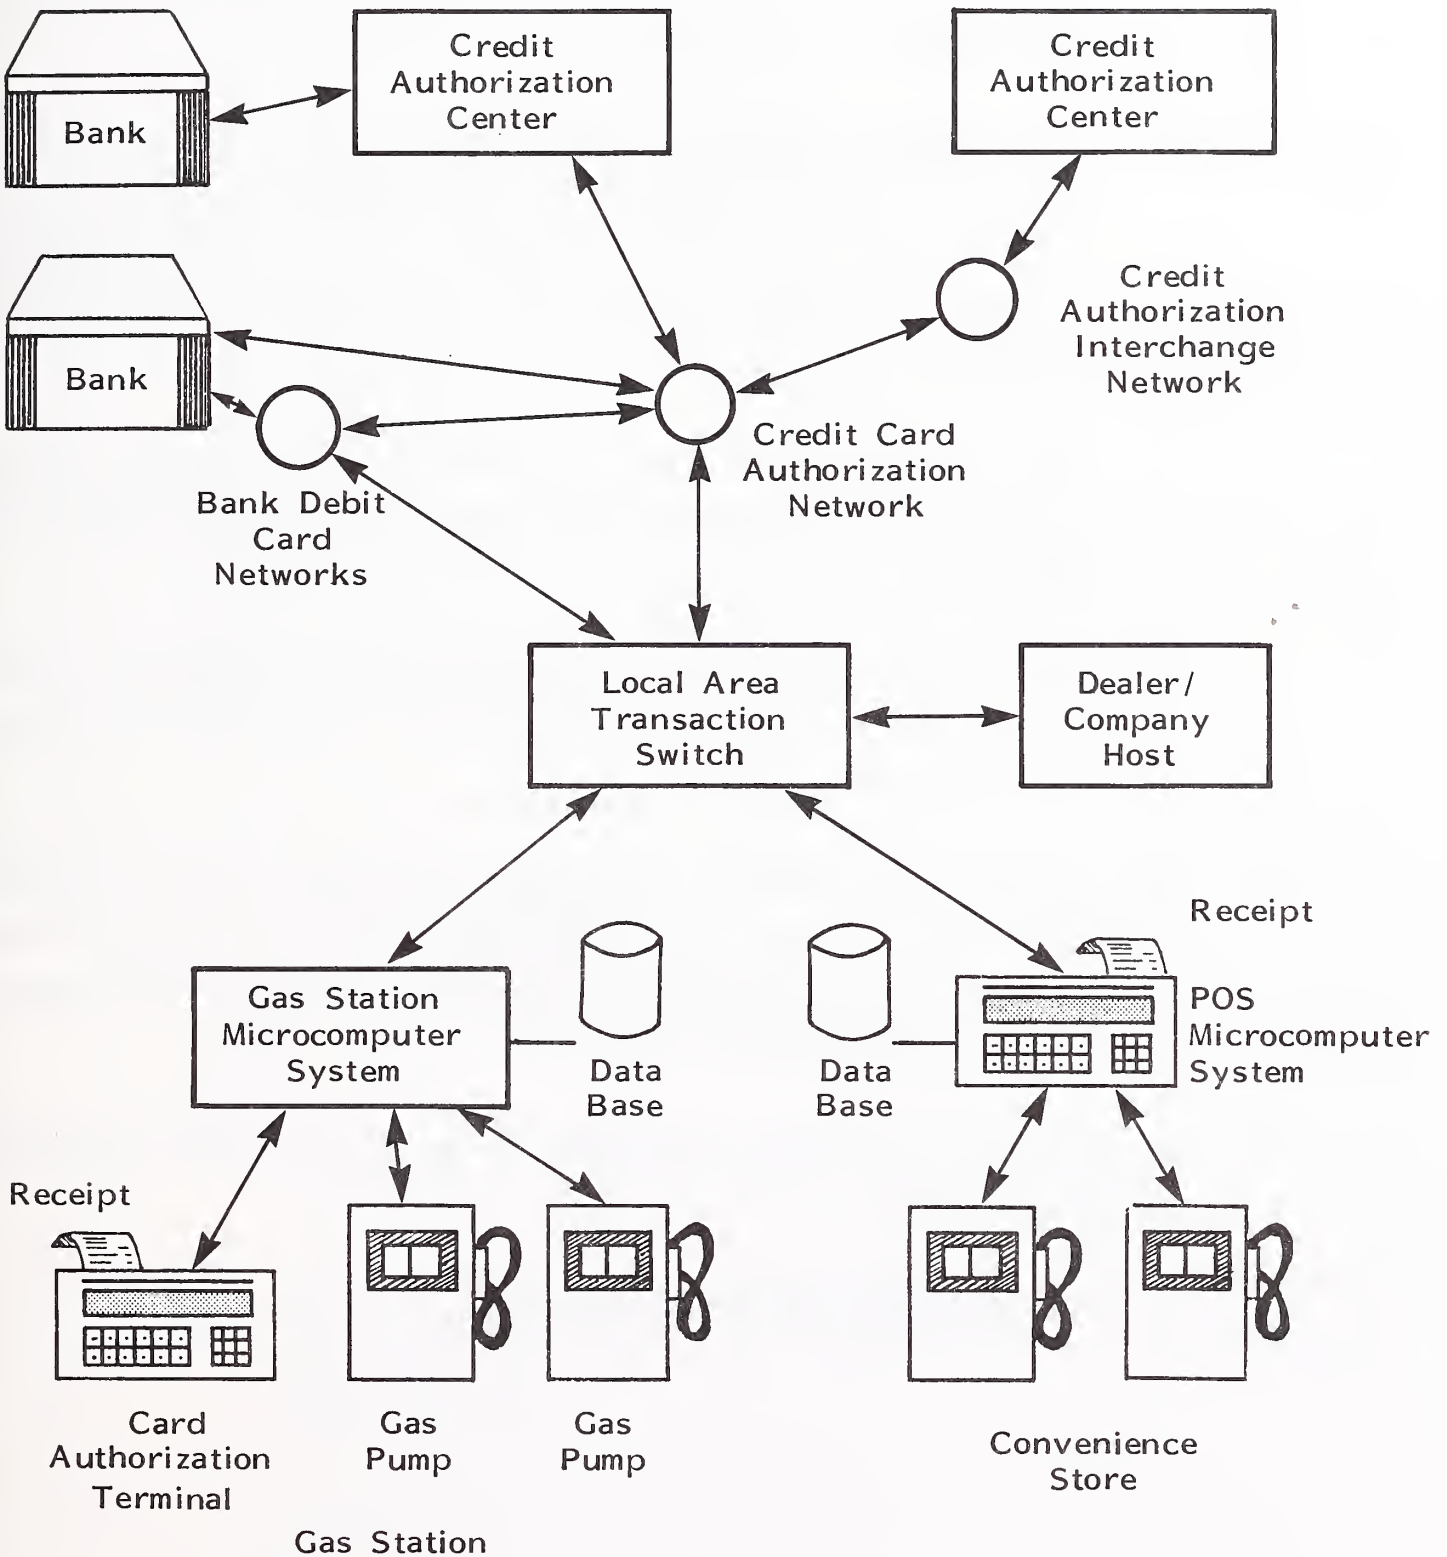 Credit
Authorization
Center
Bank
Credit
Authorization
Center
Bank
Credit
Authorization
Interchange
Network
Credit Card
Authorization
Network
Bank Debit
Card
Networks
Local Area
Transaction
Switch
Dealer/
Company
Host
Receipt
Gas Station
Microcomputer
System
Data
Base
Data
Base
POS
Microcomputer
System
Receipt
Card
Authorization
Terminal
Gas
Pump
Gas
Pump
Convenience
Store
Gas Station